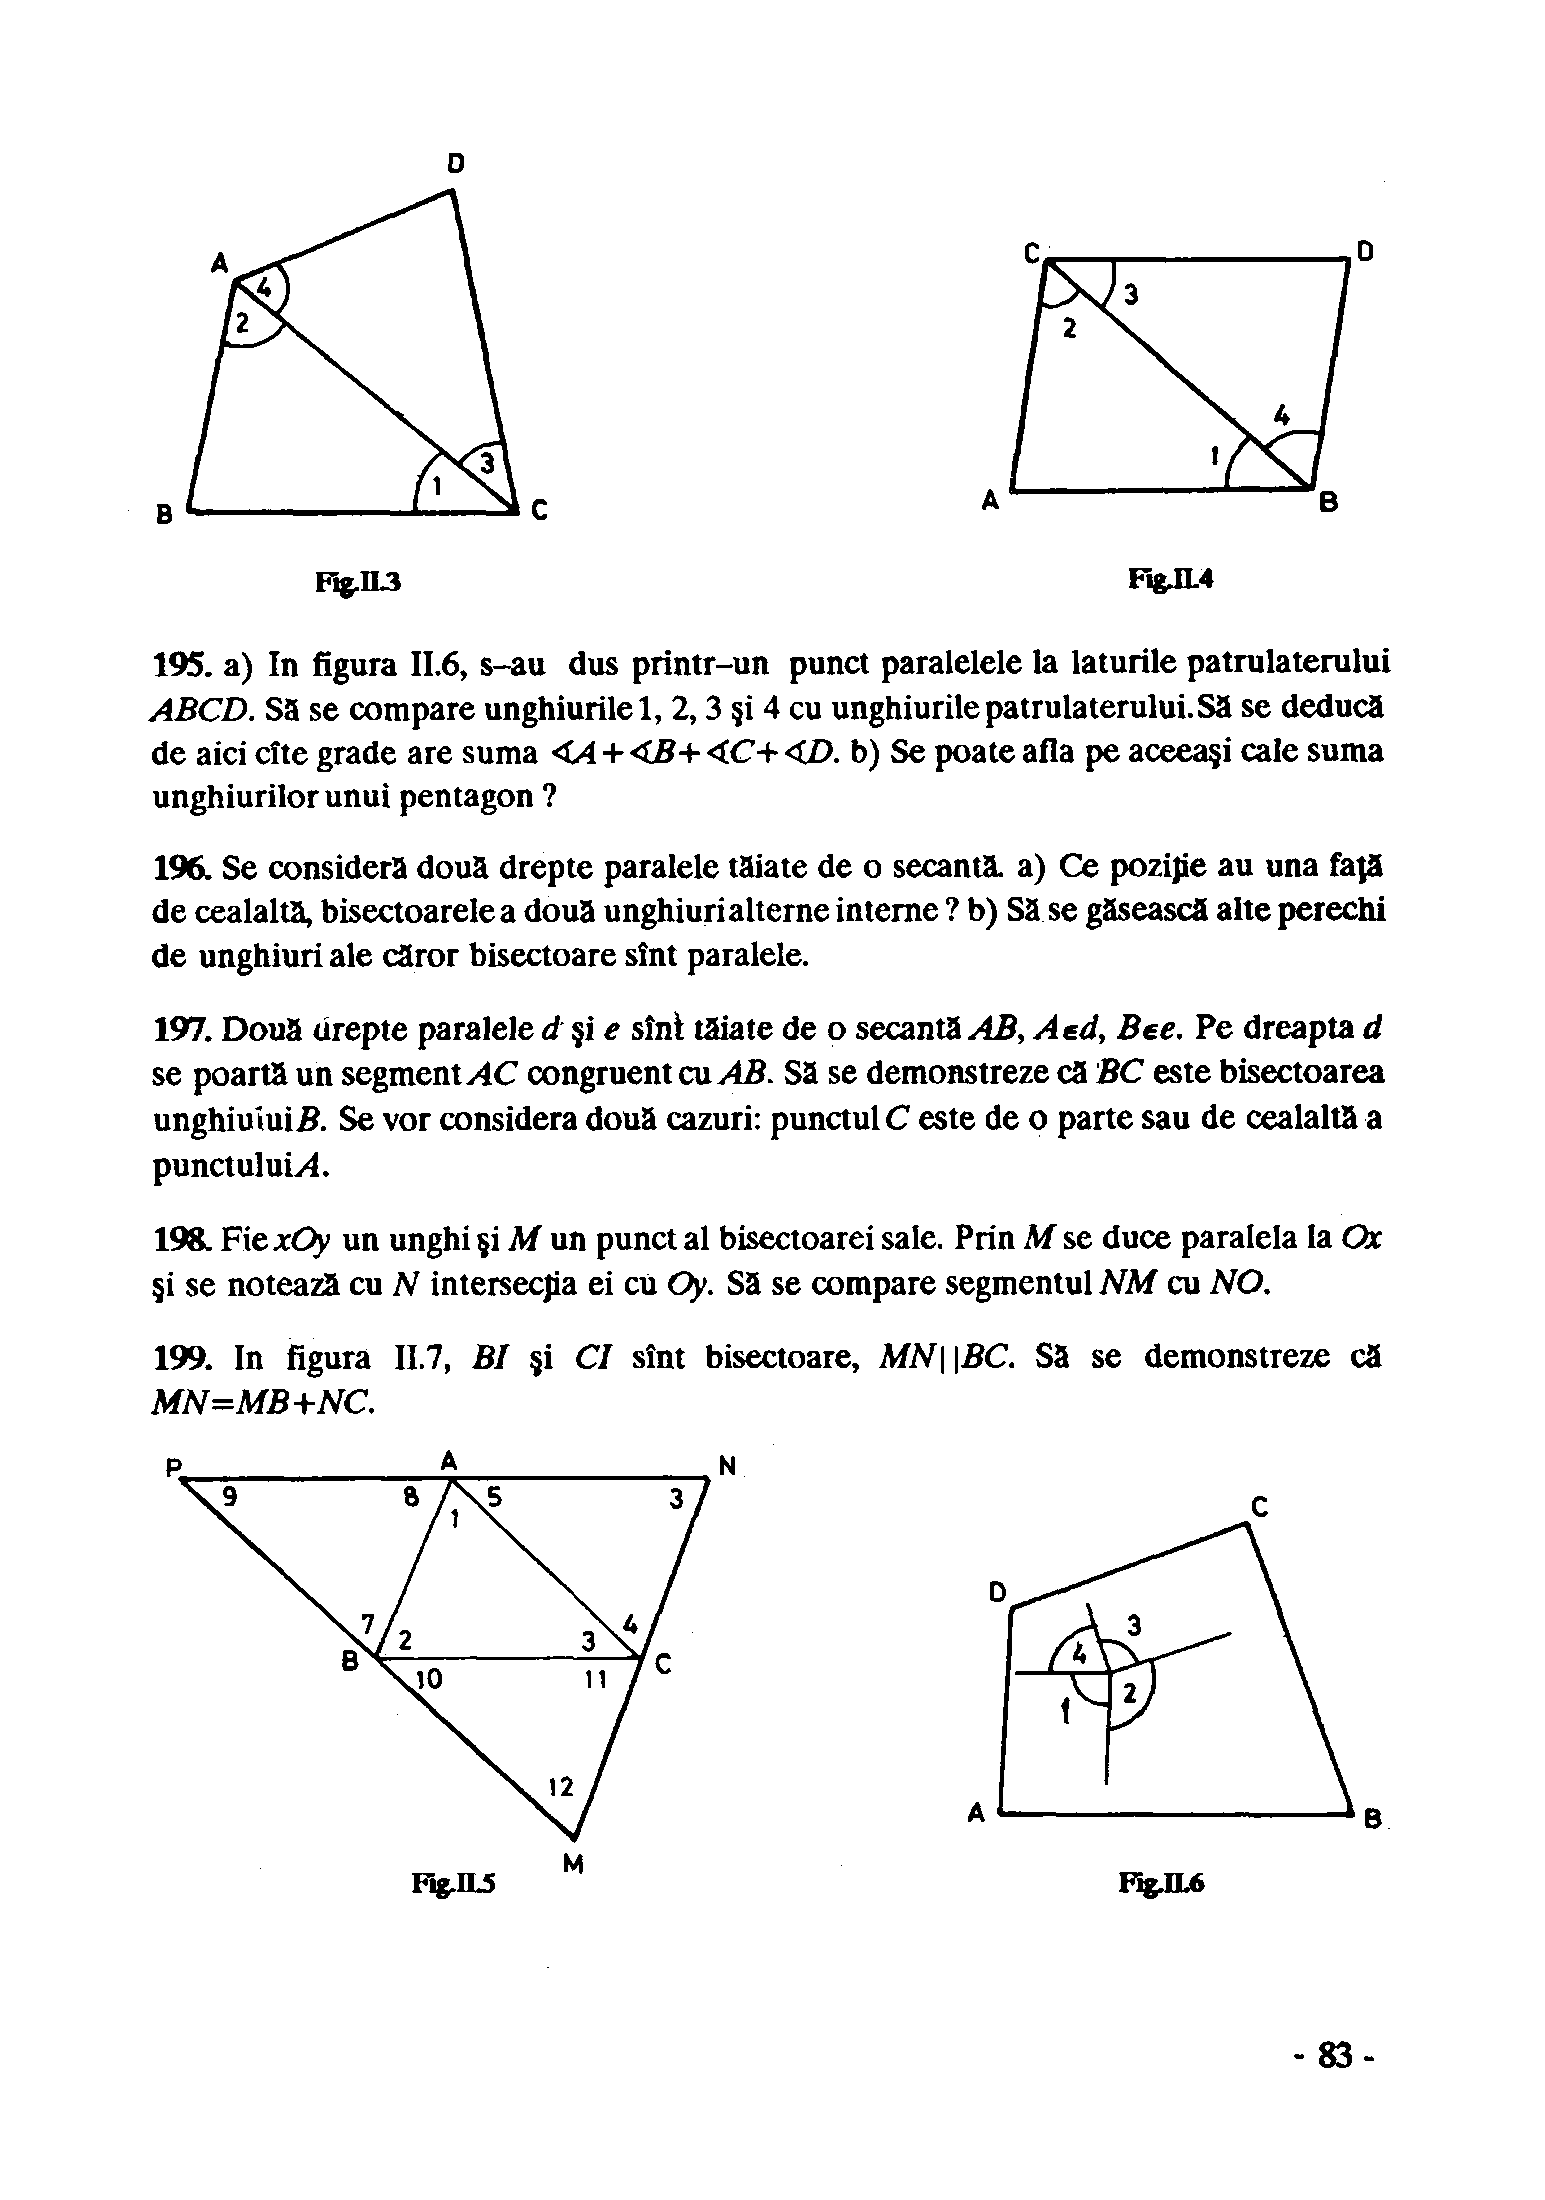 D
A
4
2
3
1
B
C
C
D
3
2
4
1
A
B
Fig.II.3
Fig.II.4
195. a) In figura II.6, s-au dus printr-un punct paralelele la laturile patrulaterului
ABCD. Să se compare unghiurile 1, 2, 3 şi 4 cu unghiurile patrulaterului. Să se deducă
de aici cîte grade are suma ∢A+∢B+∢C+∢D. b) Se poate afla pe aceeaşi cale suma
unghiurilor unui pentagon ?
196. Se consideră două drepte paralele tăiate de o secantă. a) Ce poziţie au una faţă
de cealaltă, bisectoarele a două unghiuri alterne interne ? b) Să se găsească alte perechi
de unghiuri ale căror bisectoare sînt paralele.
197. Două drepte paralele d şi e sînt tăiate de o secantă AB, A∈d, B∈e. Pe dreapta d
se poartă un segment AC congruent cu AB. Să se demonstreze că BC este bisectoarea
unghiului B. Se vor considera două cazuri: punctul C este de o parte sau de cealaltă a
punctului A.
198. Fie xOy un unghi şi M un punct al bisectoarei sale. Prin M se duce paralela la Ox
şi se notează cu N intersecţia ei cu Oy. Să se compare segmentul NM cu NO.
199. In figura II.7, BI şi CI sînt bisectoare, MN||BC. Să se demonstreze că
MN=MB+NC.
P
A
N
9
8
5
3
1
7
2
3
4
B
C
10
11
12
M
Fig.II.5
C
D
3
4
2
1
A
B
Fig.II.6
- 83 -